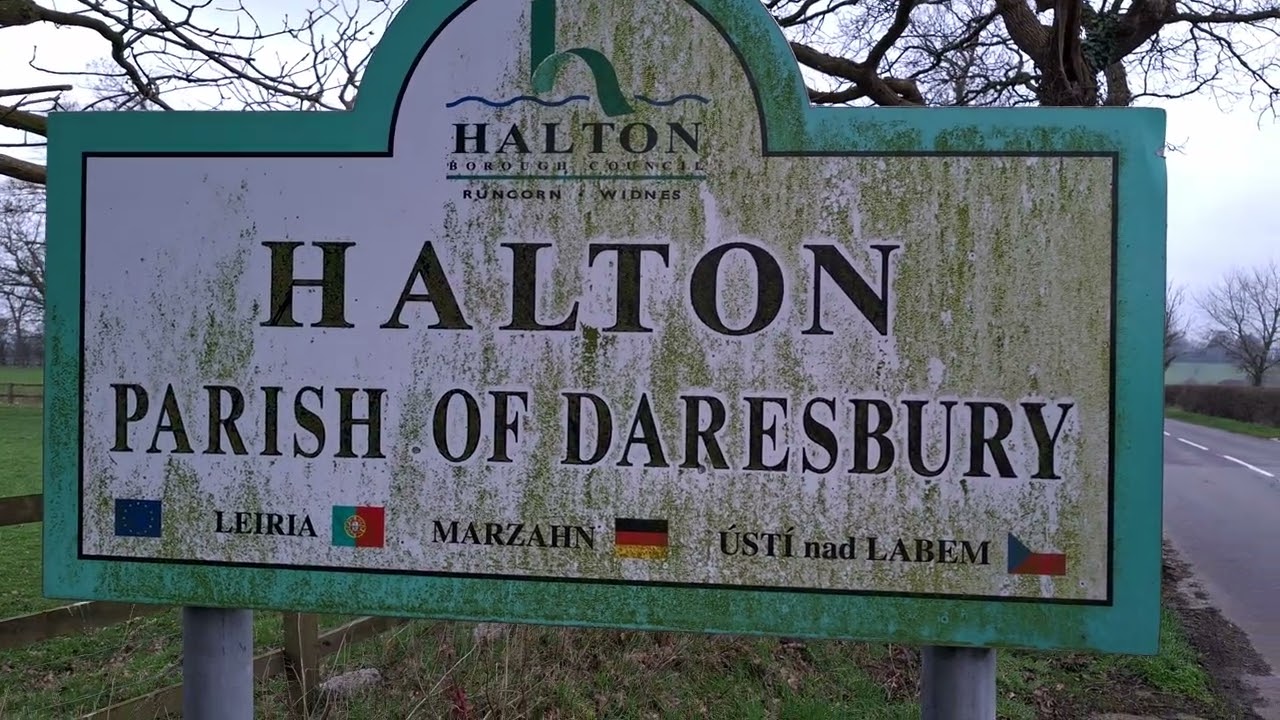 HALTON
BOROUGH COUNCIL
RUNCORN · WIDNES
HALTON
PARISH OF DARESBURY
LEIRIA MARZAHN ÚSTÍ nad LABEM